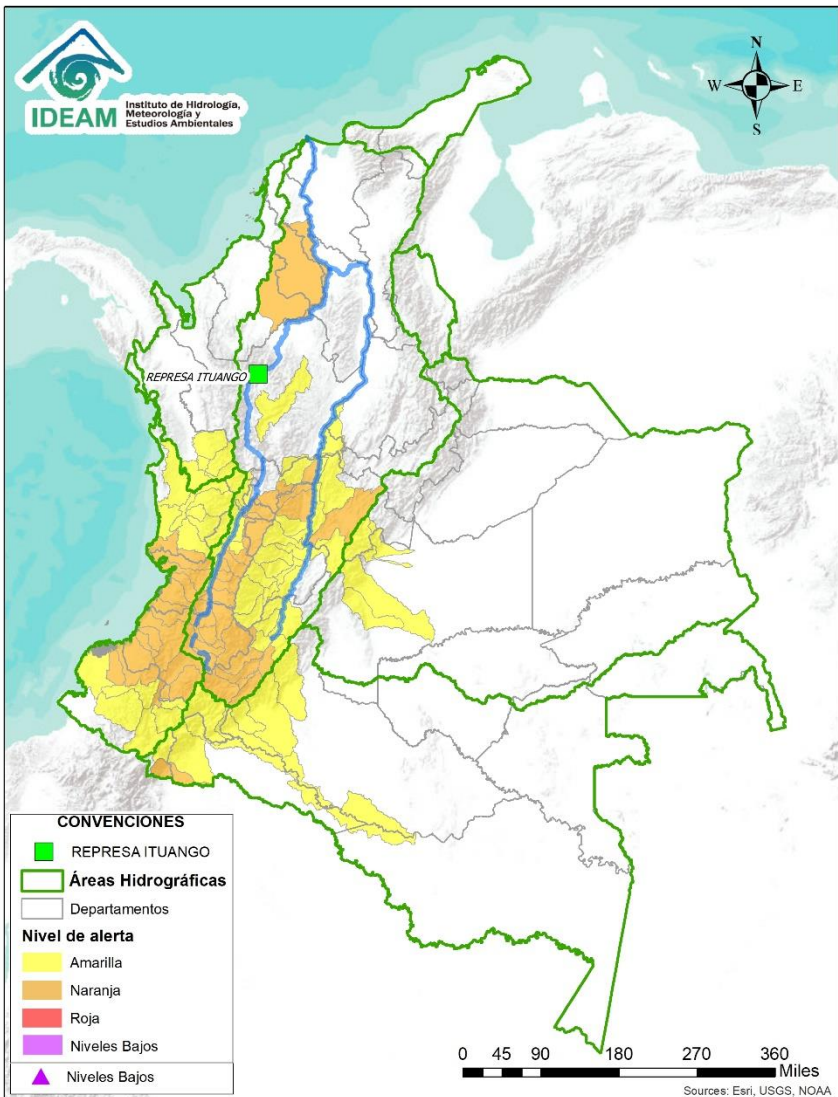 IDEAM
Instituto de Hidrología,
Meteorología y
Estudios Ambientales
N
W
E
S
REPRESA ITUANGO
CONVENCIONES
REPRESA ITUANGO
Áreas Hidrográficas
Departamentos
Nivel de alerta
Amarilla
Naranja
Roja
Niveles Bajos
Niveles Bajos
0 45 90 180 270 360
Miles
Sources: Esri, USGS, NOAA